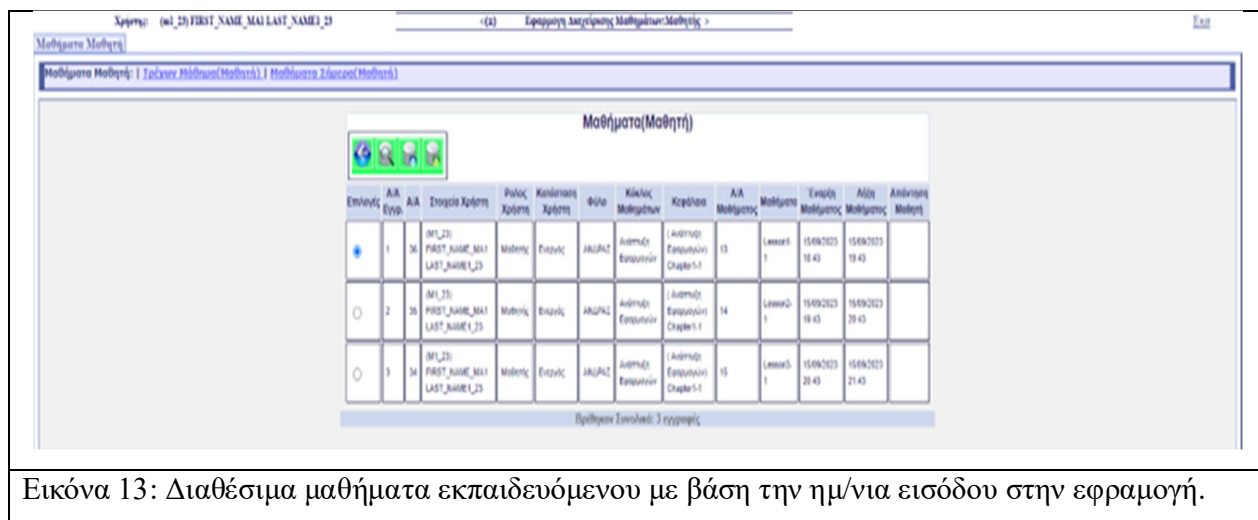 Χρήστης: (m1_23) FIRST_NAME_MA1 LAST_NAME1_23 <(2) Εφαρμογη Διαχείρισης Μαθημάτων:Μαθητής > Exit
Μαθήματα Μαθητή
Μαθήματα Μαθητή: | Τρέχων Μάθημα(Μαθητή) | Μαθήματα Σήμερα(Μαθητή)
Μαθήματα(Μαθητή)
Επιλογές Α/Α Εγγρ. Α/Α Στοιχεία Χρήστη Ρολος Χρήστη Κατάσταση Χρήστη Φύλο Κύκλος Μαθημάτων Κεφάλαια Α/Α Μαθήματος Μαθήματα Έναρξη Μαθήματος Λήξη Μαθήματος Απάντηση Μαθητή
1 36 (M1_23) FIRST_NAME_MA1 LAST_NAME1_23 Μαθητής Ενεργός ΑΝΔΡΑΣ Ανάπτυξη Εφαρμογών (Ανάπτυξη Εφαρμογών) Chapter1-1 13 Lesson1-1 15/09/2023 18:43 15/09/2023 19:43
2 35 (M1_23) FIRST_NAME_MA1 LAST_NAME1_23 Μαθητής Ενεργός ΑΝΔΡΑΣ Ανάπτυξη Εφαρμογών (Ανάπτυξη Εφαρμογών) Chapter1-1 14 Lesson2-1 15/09/2023 19:43 15/09/2023 20:43
3 34 (M1_23) FIRST_NAME_MA1 LAST_NAME1_23 Μαθητής Ενεργός ΑΝΔΡΑΣ Ανάπτυξη Εφαρμογών (Ανάπτυξη Εφαρμογών) Chapter1-1 15 Lesson3-1 15/09/2023 20:43 15/09/2023 21:43
Βρέθηκαν Συνολικά: 3 εγγραφές
Εικόνα 13: Διαθέσιμα μαθήματα εκπαιδευόμενου με βάση την ημ/νια εισόδου στην εφραμογή.